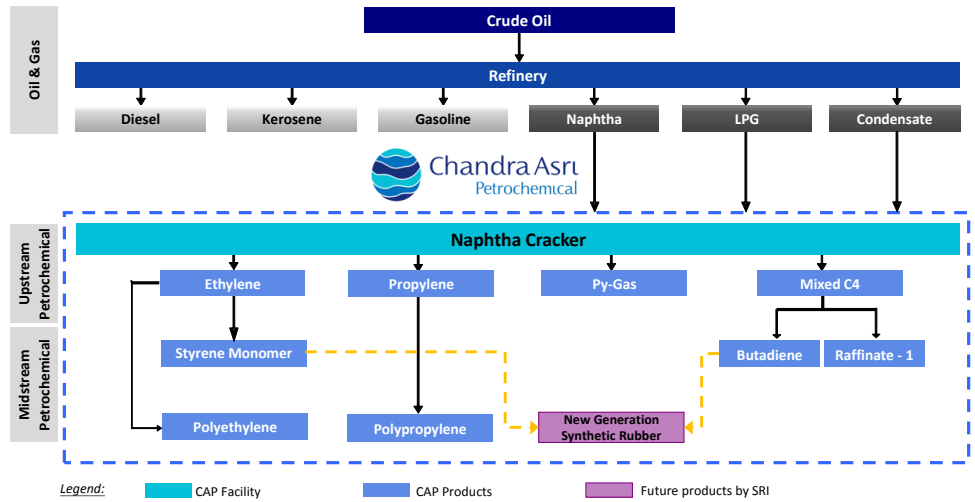 Crude Oil
Oil & Gas
Refinery
Diesel
Kerosene
Gasoline
Naphtha
LPG
Condensate
Chandra Asri
Petrochemical
Naphtha Cracker
Upstream
Petrochemical
Ethylene
Propylene
Py-Gas
Mixed C4
Midstream
Petrochemical
Styrene Monomer
Butadiene
Raffinate - 1
Polyethylene
Polypropylene
New Generation
Synthetic Rubber
Legend:
CAP Facility
CAP Products
Future products by SRI